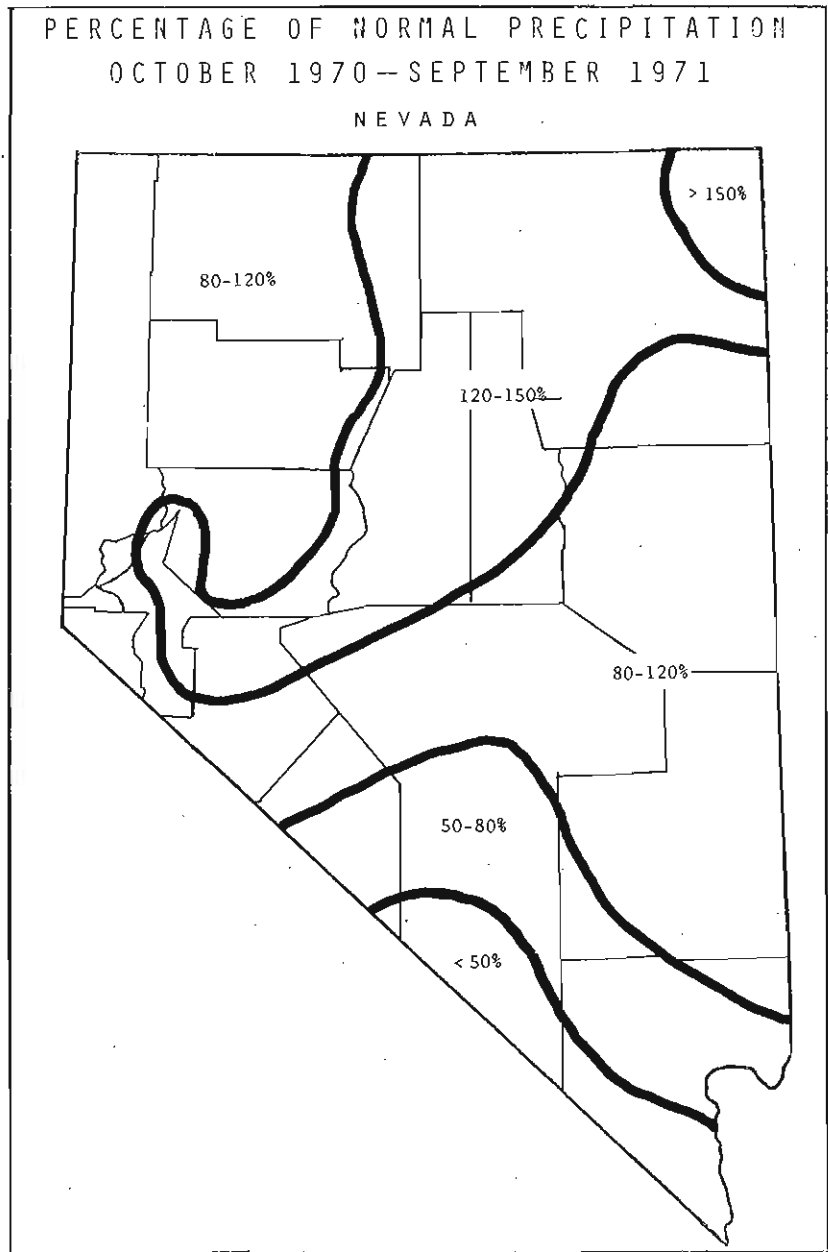 PERCENTAGE OF NORMAL PRECIPITATION
OCTOBER 1970—SEPTEMBER 1971
NEVADA
> 150%
80-120%
120-150%
80-120%
50-80%
< 50%